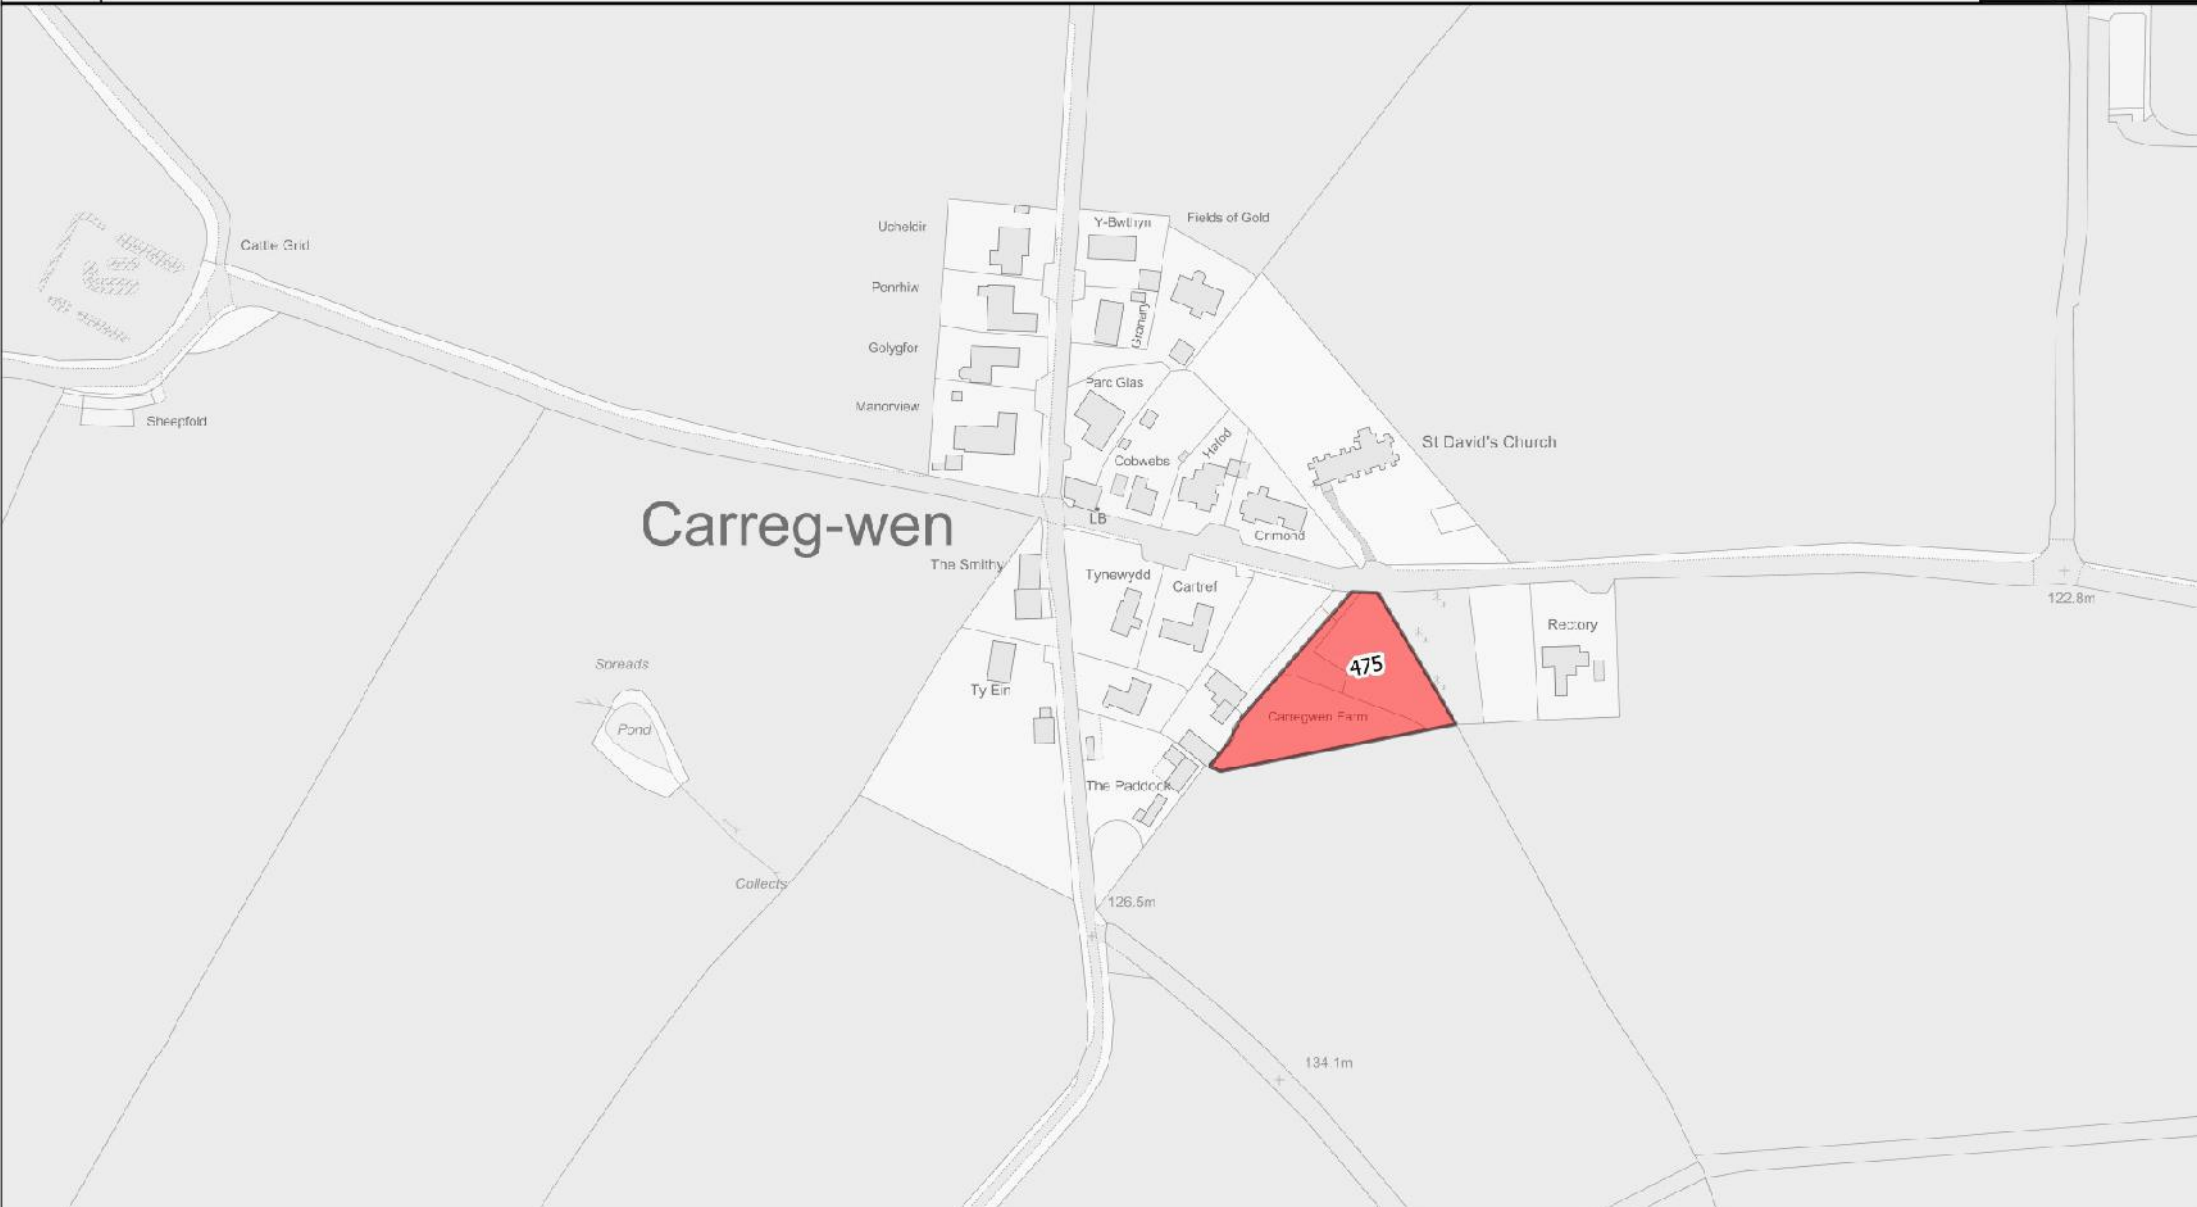 Ucheldir
Y-Bwthyn
Fields of Gold
Cattle Grid
Penrhiw
Granary
Golygfor
Parc Glas
Manorview
Sheepfold
Hafod
St David's Church
Cobwebs
Carreg-wen
LB
Crimond
The Smithy
Tynewydd
Cartref
122.8m
Rectory
Spreads
475
Ty Ein
Carregwen Farm
Pond
The Paddock
Collects
126.5m
134.1m